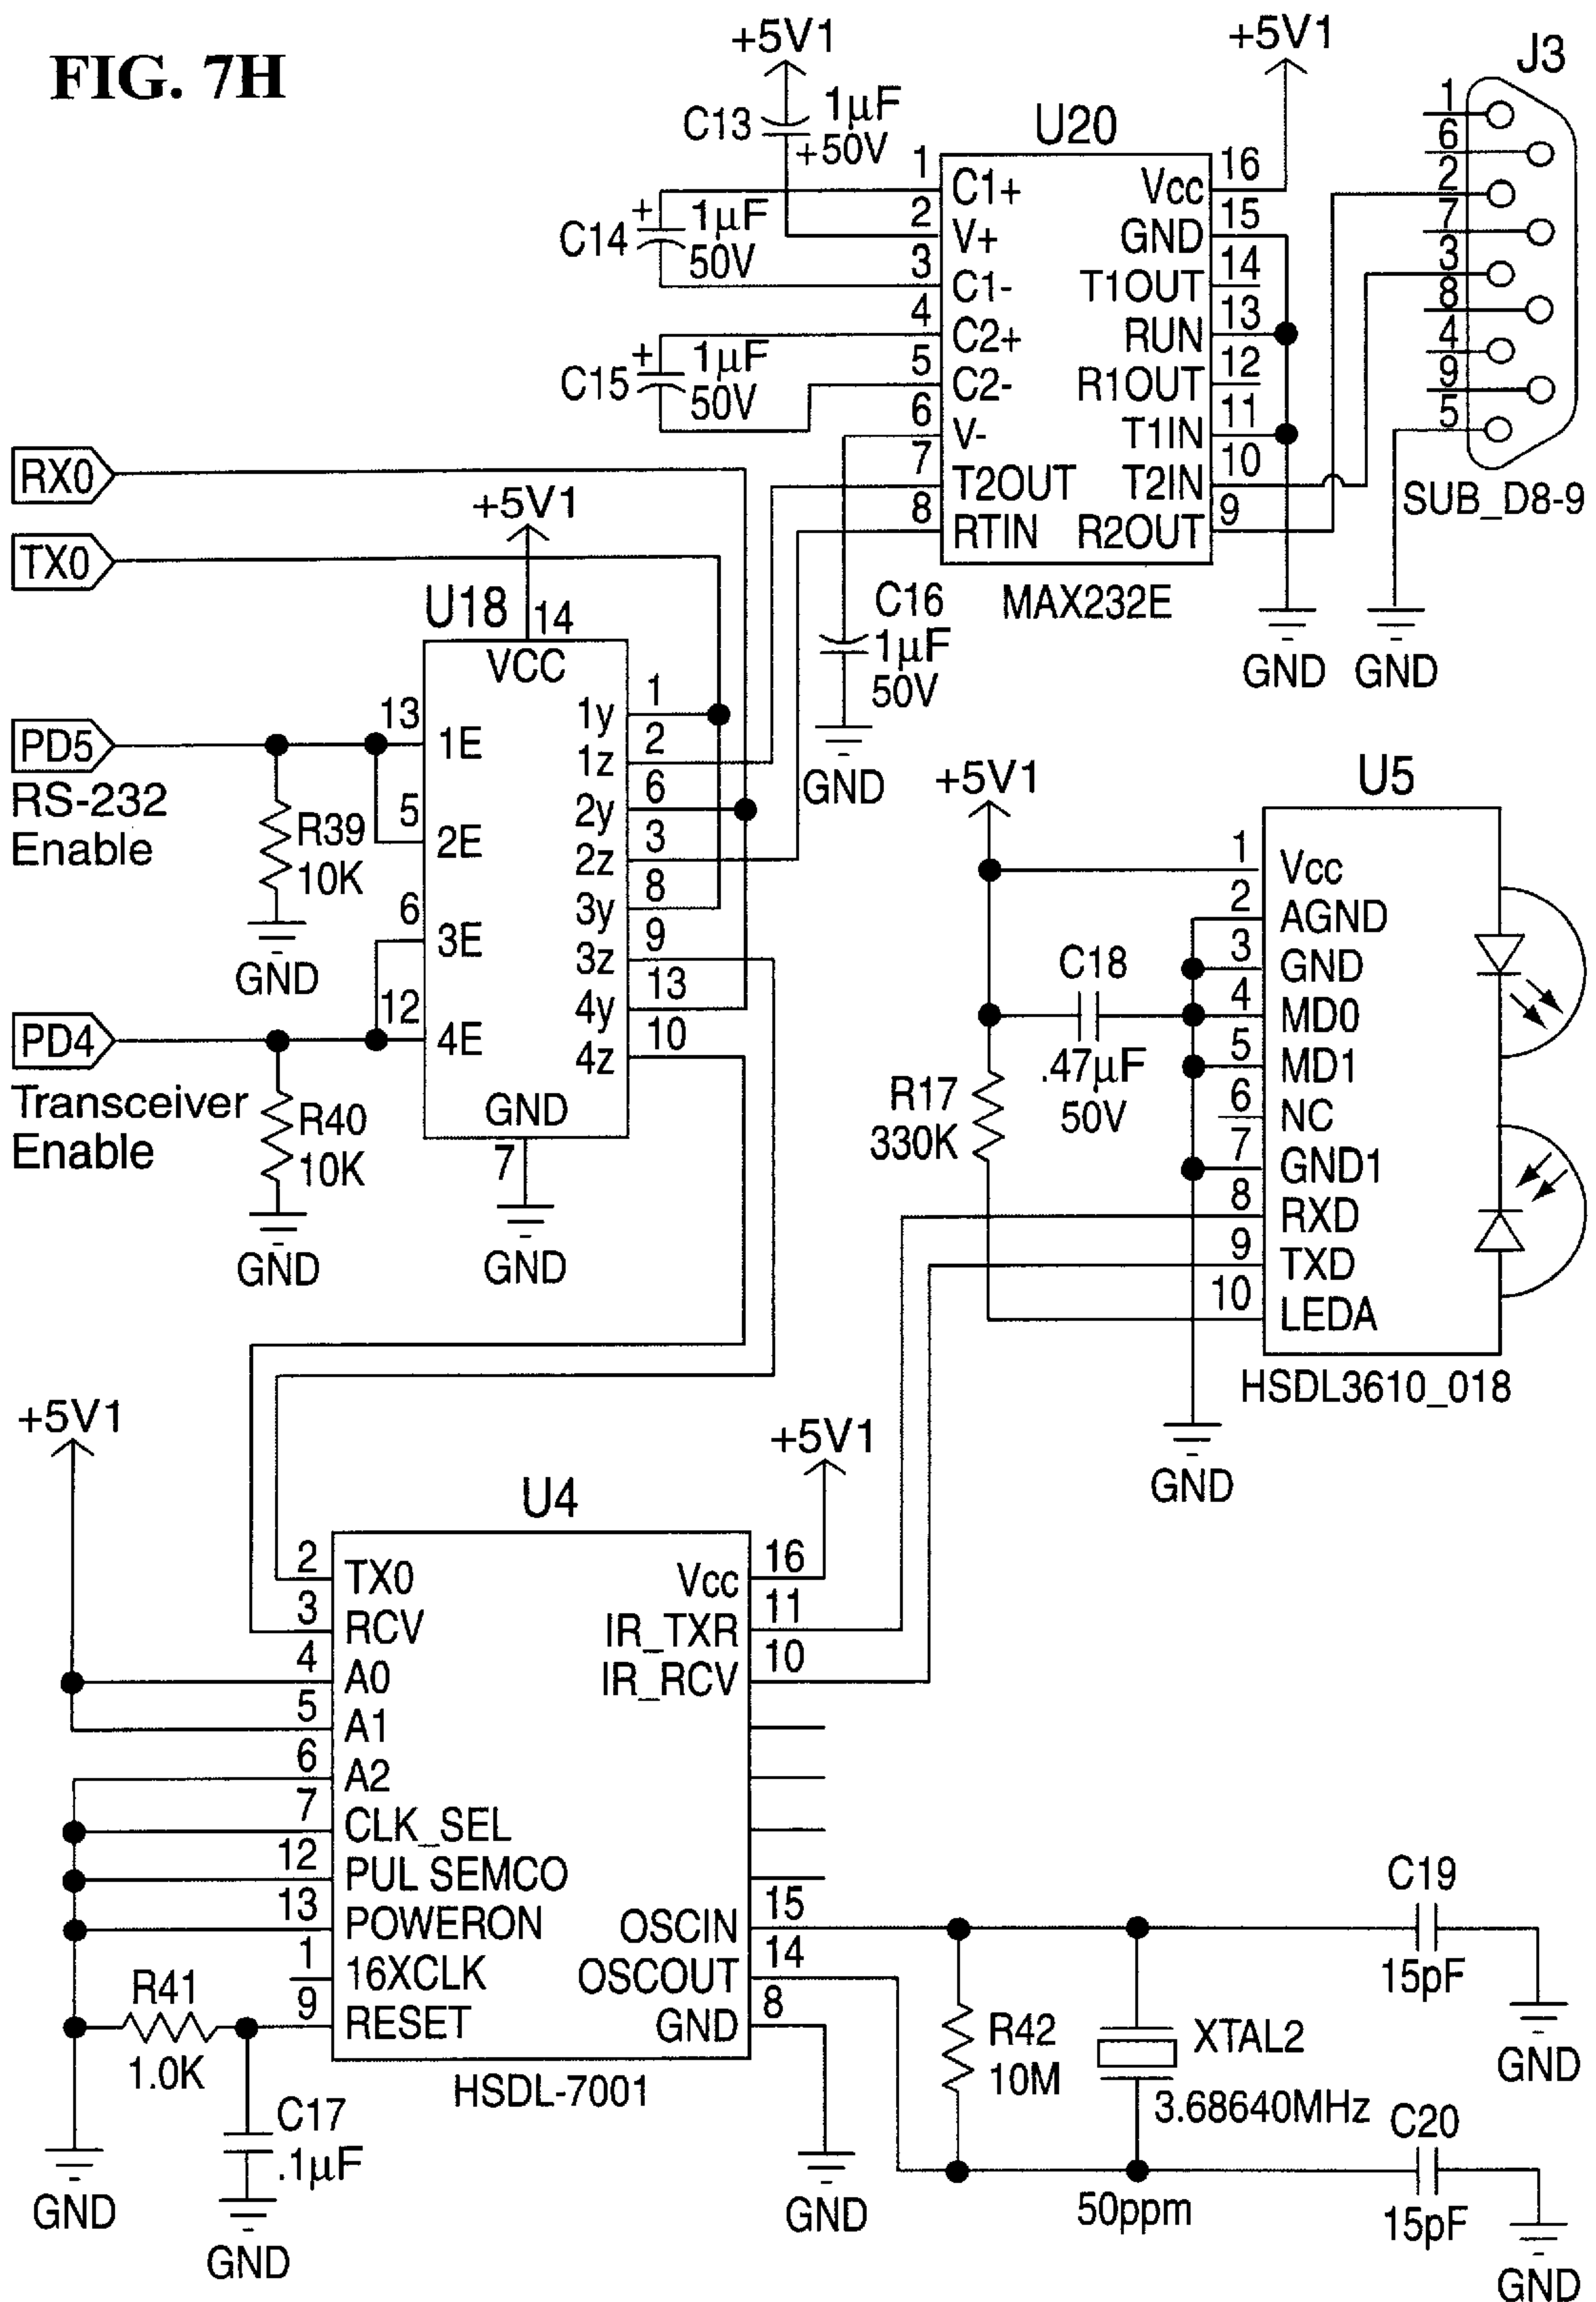 FIG. 7H
+5V1
C13
1µF
+50V
+5V1
J3
1
6
2
7
3
8
4
9
5
SUB_D8-9
GND
U20
1
C1+
2
V+
3
C1-
4
C2+
5
C2-
6
V-
7
T2OUT
8
RTIN
16
Vcc
15
GND
14
T1OUT
13
RUN
12
R1OUT
11
T1IN
10
T2IN
9
R2OUT
MAX232E
GND
C14
+
1µF
50V
C15
+
1µF
50V
C16
1µF
50V
GND
RX0
TX0
+5V1
U18
14
VCC
PD5
RS-232
Enable
R39
10K
GND
PD4
Transceiver
Enable
R40
10K
GND
13
1E
5
2E
6
3E
12
4E
1
1y
2
1z
6
2y
3
2z
8
3y
9
3z
13
4y
10
4z
GND
7
GND
+5V1
U5
1
Vcc
2
AGND
3
GND
4
MD0
5
MD1
6
NC
7
GND1
8
RXD
9
TXD
10
LEDA
HSDL3610_018
C18
.47µF
50V
R17
330K
GND
+5V1
+5V1
U4
2
TX0
3
RCV
4
A0
5
A1
6
A2
7
CLK_SEL
12
PUL SEMCO
13
POWERON
1
16XCLK
9
RESET
16
Vcc
11
IR_TXR
10
IR_RCV
15
OSCIN
14
OSCOUT
8
GND
HSDL-7001
R41
1.0K
C17
.1µF
GND
GND
GND
R42
10M
XTAL2
3.68640MHz
50ppm
C19
15pF
GND
C20
15pF
GND